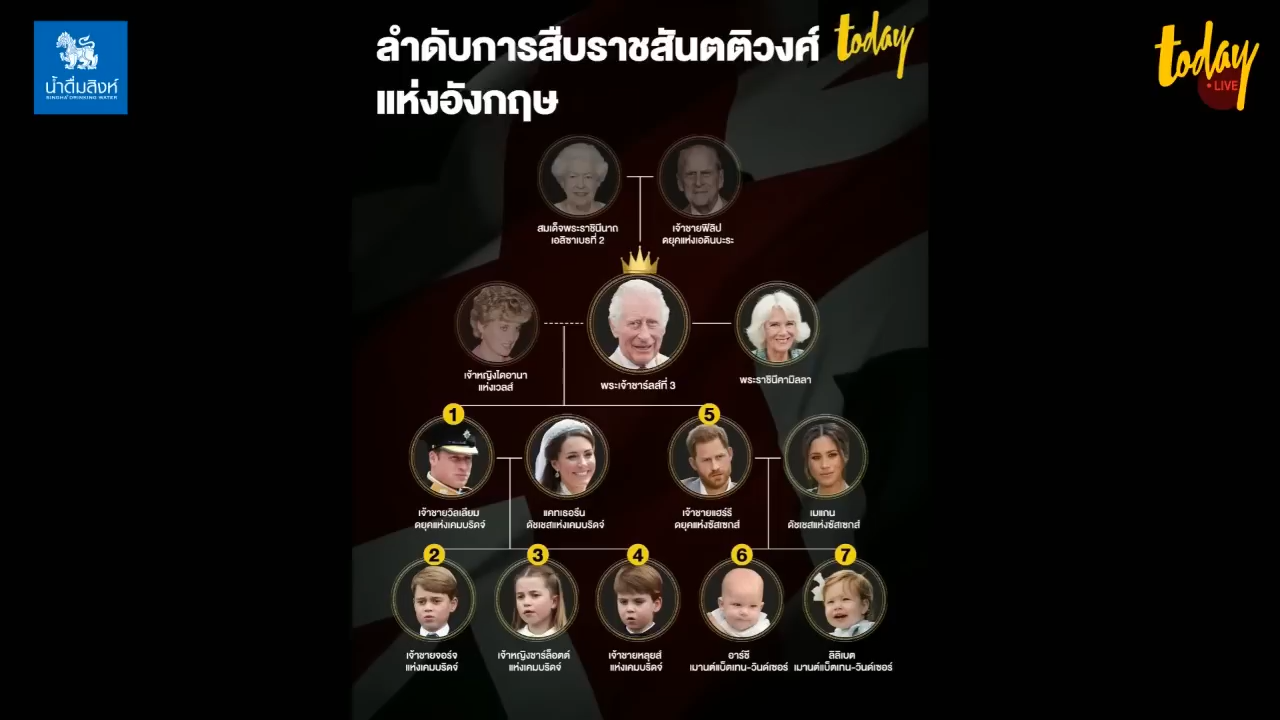 น้ำดื่มสิงห์
SINGHA DRINKING WATER
ลำดับการสืบราชสันตติวงศ์ today
แห่งอังกฤษ
today
LIVE
สมเด็จพระราชินีนาถ
เอลิซาเบธที่ 2
เจ้าชายฟิลิป
ดยุคแห่งเอดินบะระ
เจ้าหญิงไดอานา
แห่งเวลส์
พระเจ้าชาร์ลส์ที่ 3
พระราชินีคามิลลา
1
5
เจ้าชายวิลเลียม
ดยุคแห่งเคมบริดจ์
แคทเธอรีน
ดัชเชสแห่งเคมบริดจ์
เจ้าชายแฮร์รี
ดยุคแห่งซัสเซกส์
เมแกน
ดัชเชสแห่งซัสเซกส์
2
3
4
6
7
เจ้าชายจอร์จ
แห่งเคมบริดจ์
เจ้าหญิงชาร์ล็อตต์
แห่งเคมบริดจ์
เจ้าชายหลุยส์
แห่งเคมบริดจ์
อาร์ชี
เมานต์แบ็ตเทน-วินด์เซอร์
ลิลิเบต
เมานต์แบ็ตเทน-วินด์เซอร์